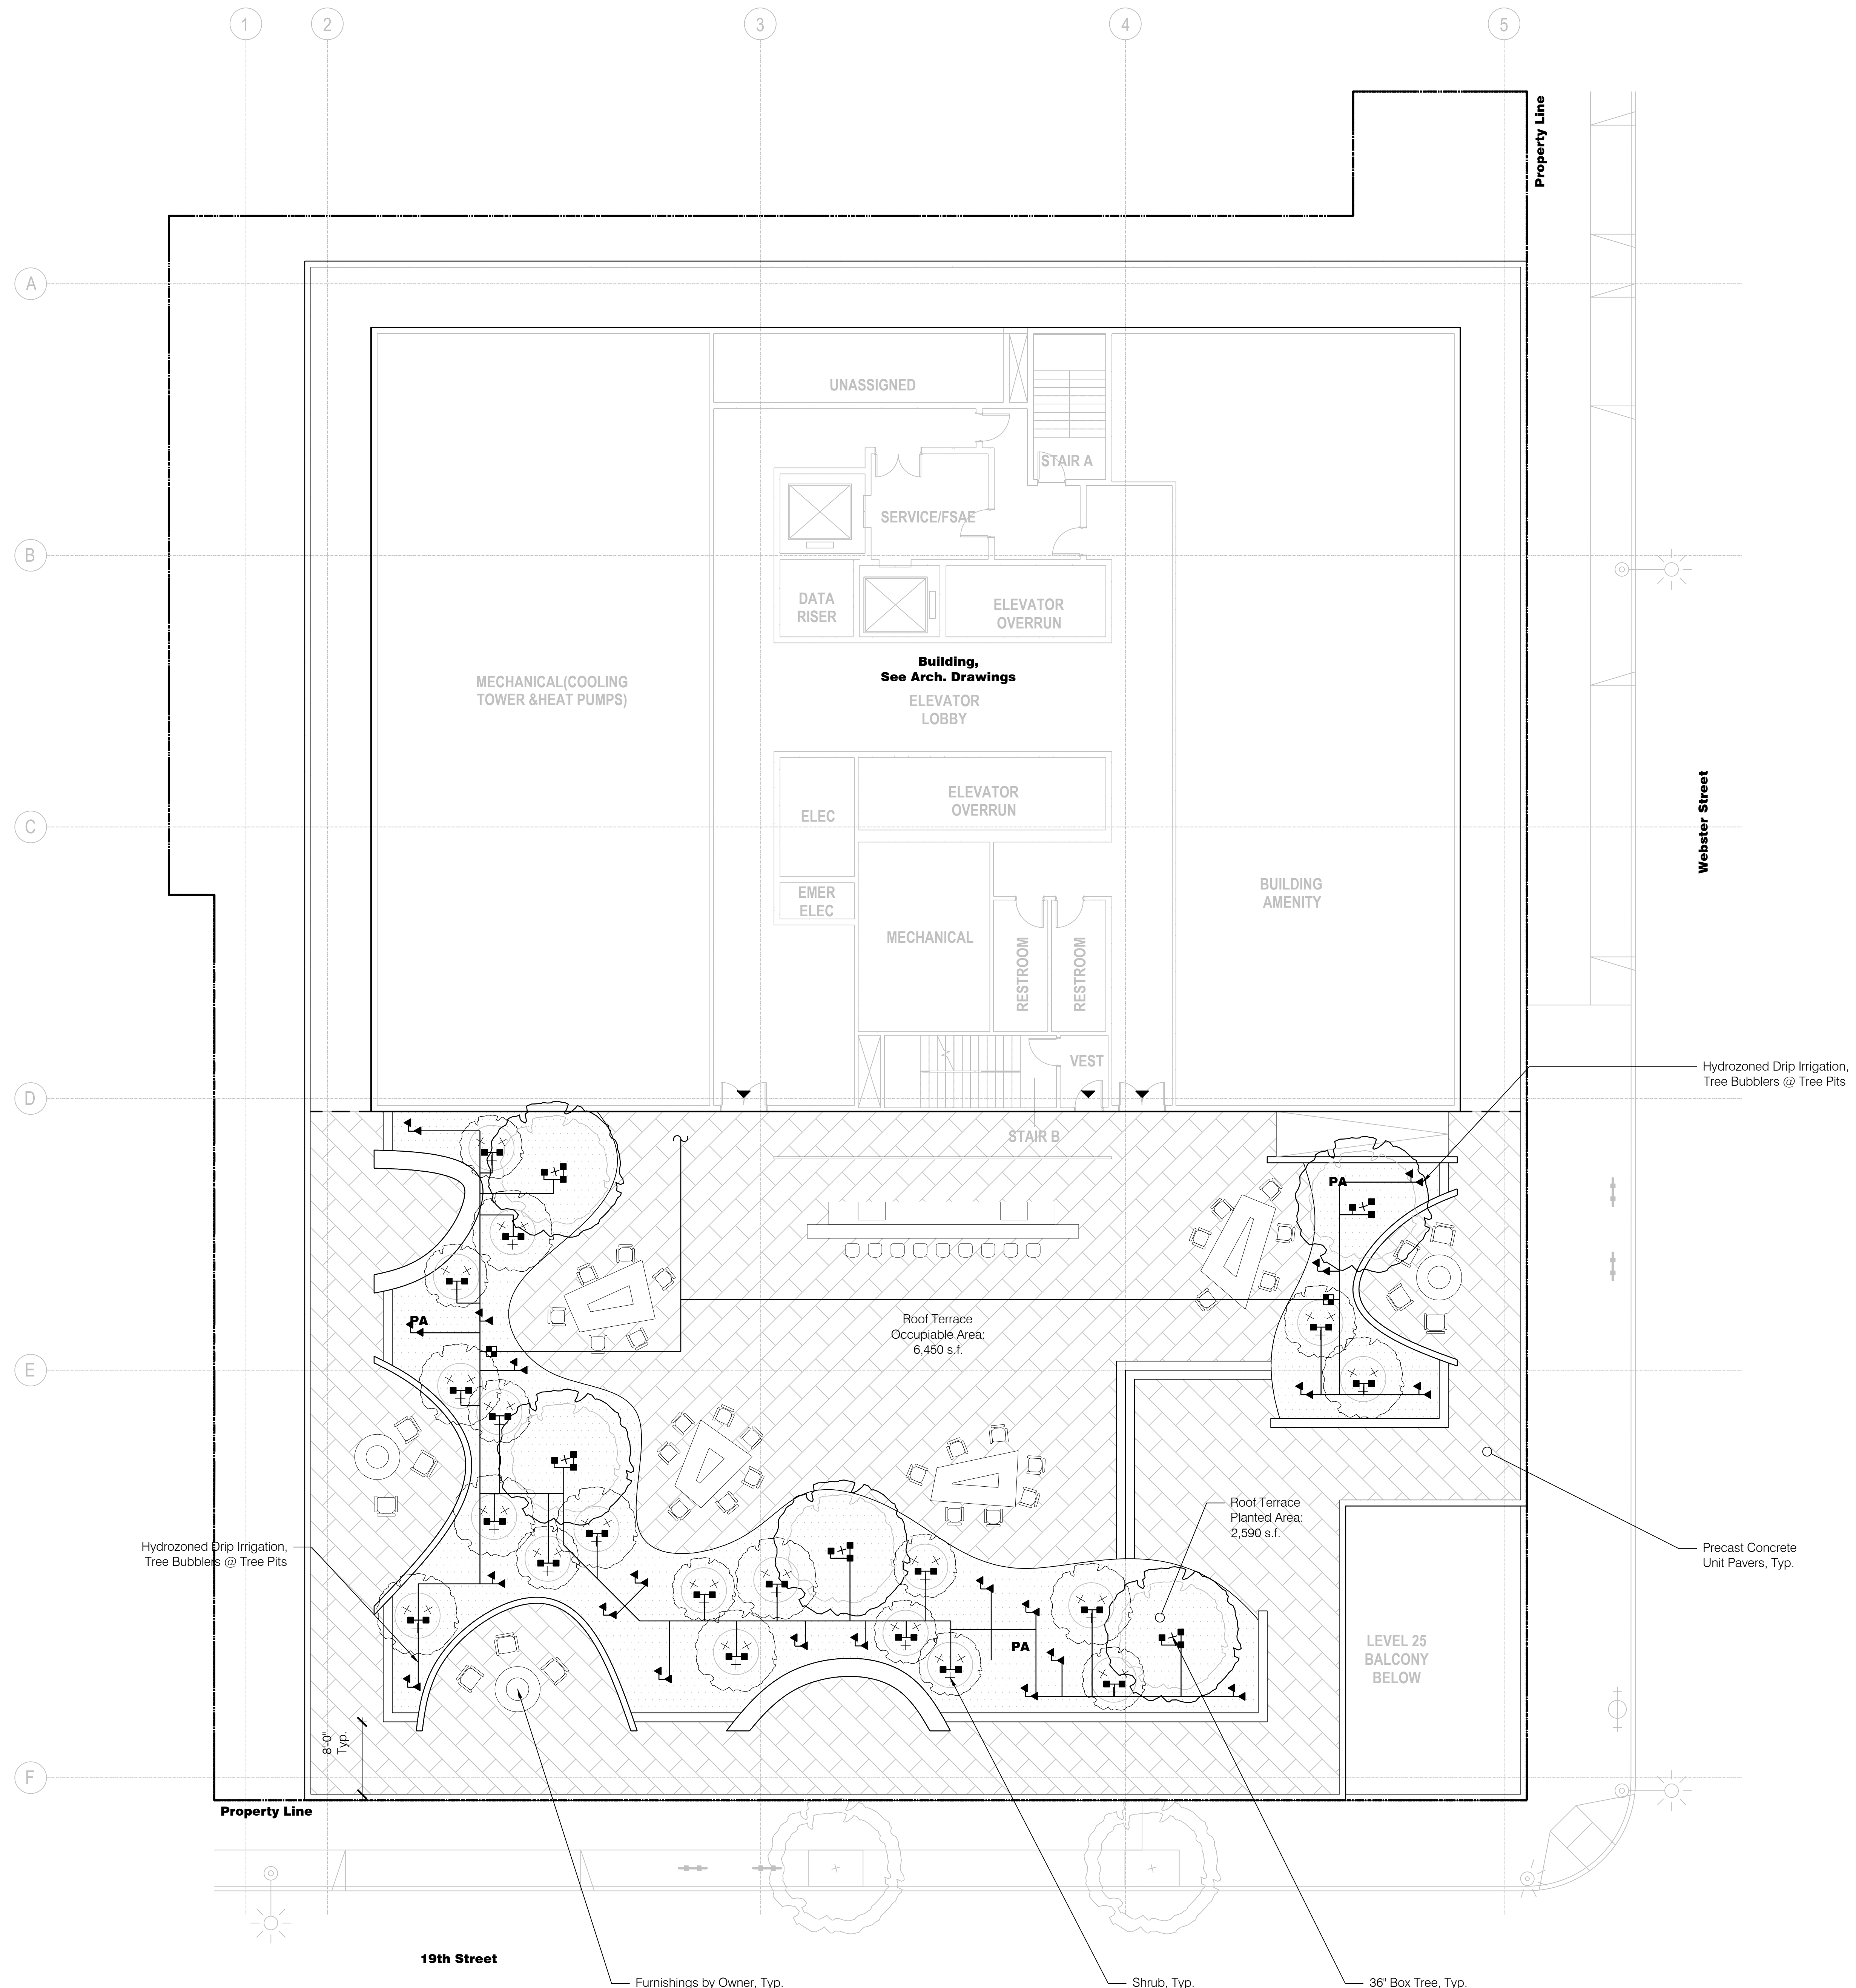 1
2
3
4
5
Property Line
A
UNASSIGNED
STAIR A
SERVICE/FSAE
B
DATA
RISER
ELEVATOR
OVERRUN
Building,
See Arch. Drawings
MECHANICAL(COOLING
TOWER &HEAT PUMPS)
ELEVATOR
LOBBY
ELEVATOR
OVERRUN
ELEC
C
Webster Street
BUILDING
AMENITY
EMER
ELEC
MECHANICAL
RESTROOM
RESTROOM
VEST
Hydrozoned Drip Irrigation,
Tree Bubblers @ Tree Pits
D
STAIR B
PA
PA
Roof Terrace
Occupiable Area:
6,450 s.f.
E
Roof Terrace
Planted Area:
2,590 s.f.
Hydrozoned Drip Irrigation,
Tree Bubblers @ Tree Pits
Precast Concrete
Unit Pavers, Typ.
PA
LEVEL 25
BALCONY
BELOW
8'-0"
Typ.
F
Property Line
19th Street
Furnishings by Owner, Typ.
Shrub, Typ.
36" Box Tree, Typ.